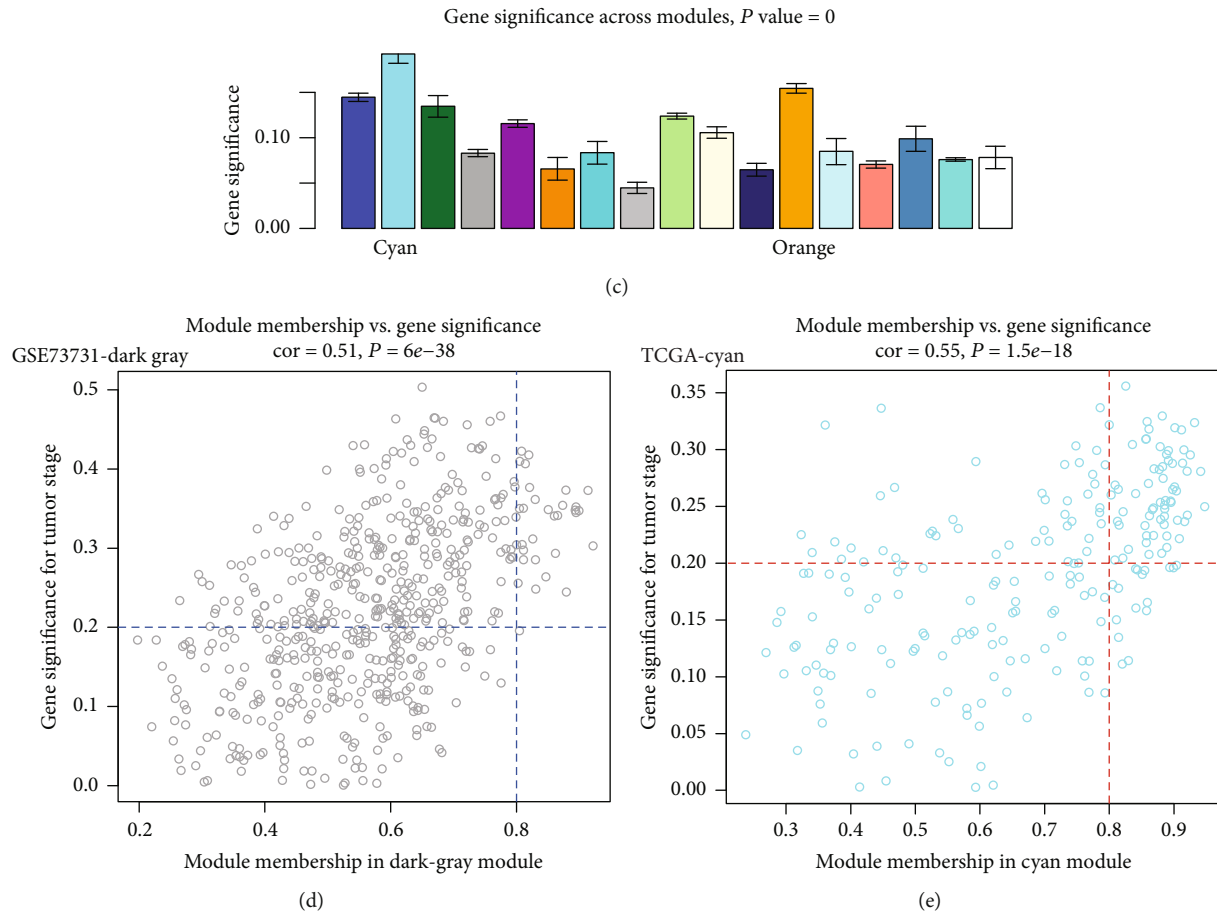 Gene significance across modules, P value = 0
Gene significance
0.10
0.00
Cyan
Orange
(c)
Module membership vs. gene significance
cor = 0.51, P = 6e−38
GSE73731-dark gray
Gene significance for tumor stage
0.5
0.4
0.3
0.2
0.1
0.0
0.2
0.4
0.6
0.8
Module membership in dark-gray module
(d)
Module membership vs. gene significance
cor = 0.55, P = 1.5e−18
TCGA-cyan
Gene significance for tumor stage
0.35
0.30
0.25
0.20
0.15
0.10
0.05
0.00
0.3
0.4
0.5
0.6
0.7
0.8
0.9
Module membership in cyan module
(e)